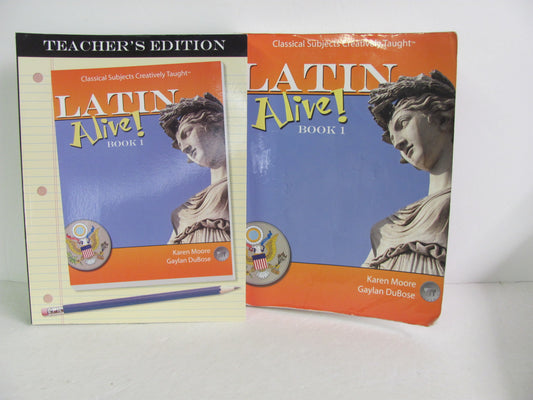 TEACHER'S EDITION
Classical Subjects Creatively Taught™
LATIN
Alive!
BOOK 1
Karen Moore
Gaylan DuBose
Classical Subjects Creatively Taught™
LATIN
Alive!
BOOK 1
Karen Moore
Gaylan DuBose